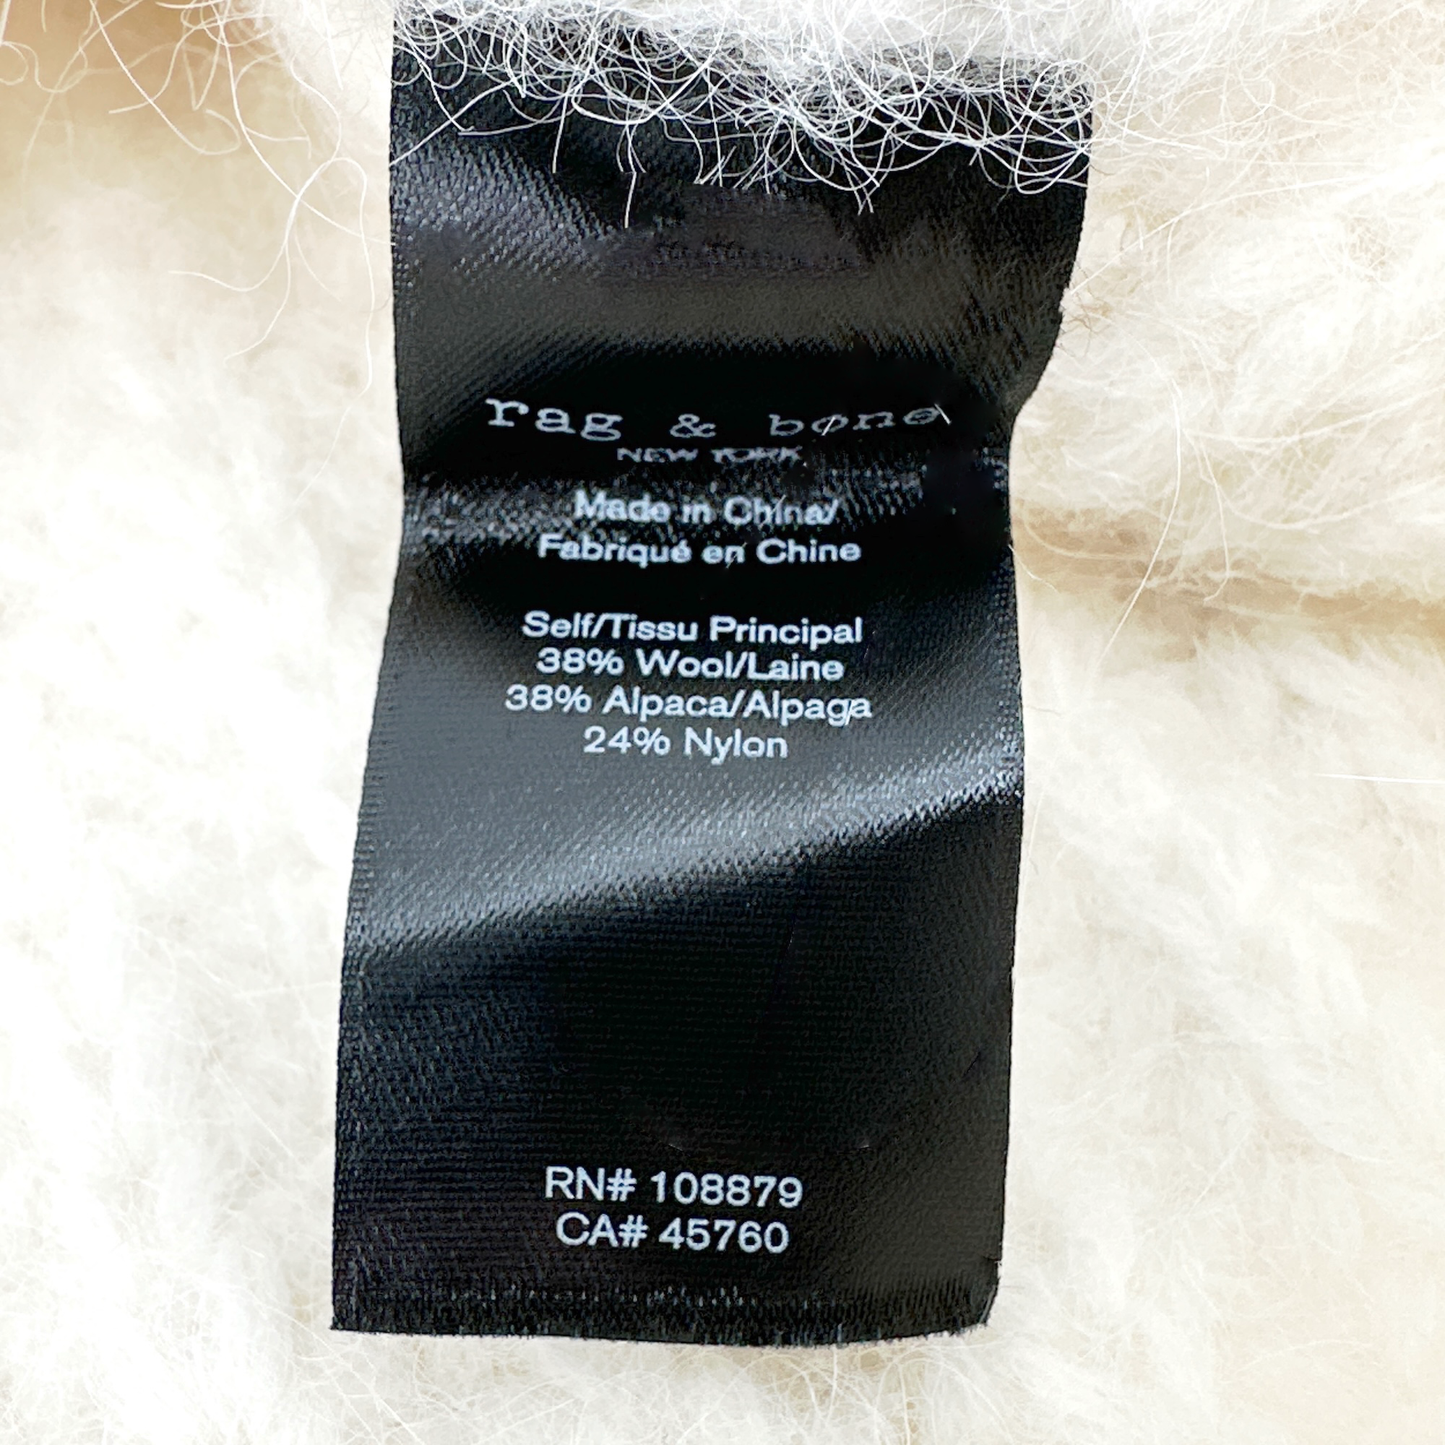 rag & bone
NEW YORK
Made in China/
Fabriqué en Chine
Self/Tissu Principal
38% Wool/Laine
38% Alpaca/Alpaga
24% Nylon
RN# 108879
CA# 45760